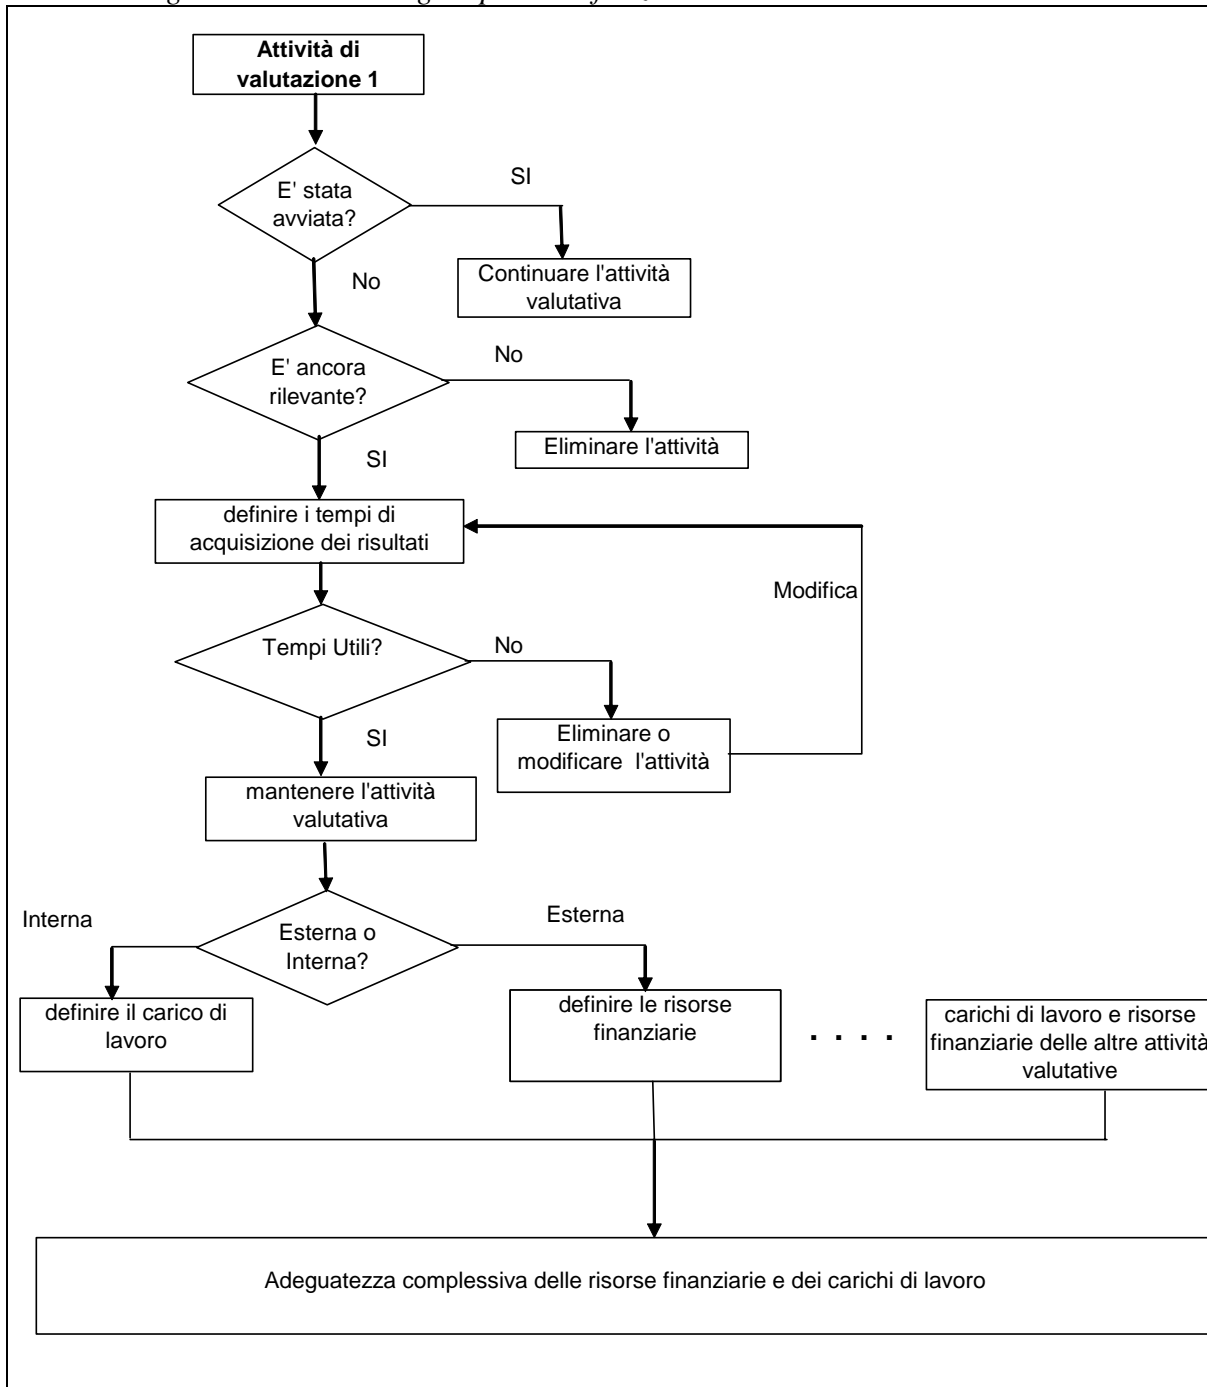 Attività di
valutazione 1
E' stata
avviata?
SI
Continuare l'attività
valutativa
No
E' ancora
rilevante?
No
Eliminare l'attività
SI
definire i tempi di
acquisizione dei risultati
Modifica
Tempi Utili?
No
Eliminare o
modificare l'attività
SI
mantenere l'attività
valutativa
Interna
Esterna o
Interna?
Esterna
definire il carico di
lavoro
definire le risorse
finanziarie
. . . .
carichi di lavoro e risorse
finanziarie delle altre attività
valutative
Adeguatezza complessiva delle risorse finanziarie e dei carichi di lavoro